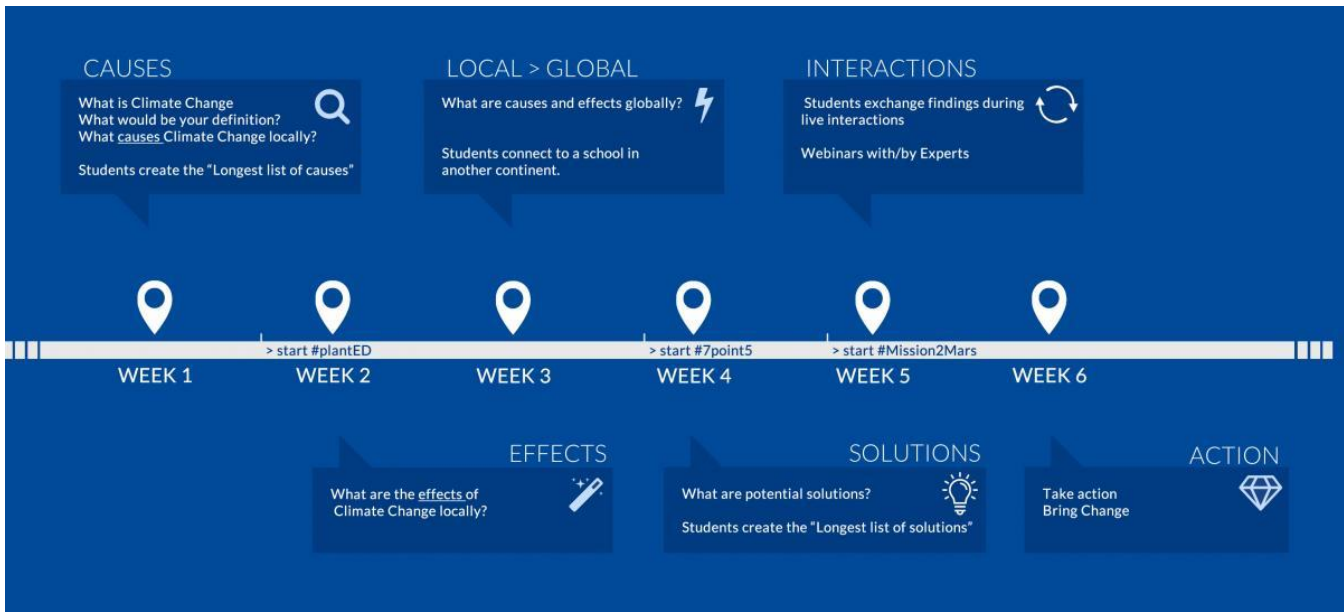 CAUSES
What is Climate Change
What would be your definition?
What causes Climate Change locally?
Students create the “Longest list of causes”
LOCAL > GLOBAL
What are causes and effects globally?
Students connect to a school in
another continent.
INTERACTIONS
Students exchange findings during
live interactions
Webinars with/by Experts
> start #plantED
> start #7point5
> start #Mission2Mars
WEEK 1
WEEK 2
WEEK 3
WEEK 4
WEEK 5
WEEK 6
EFFECTS
What are the effects of
Climate Change locally?
SOLUTIONS
What are potential solutions?
Students create the “Longest list of solutions”
ACTION
Take action
Bring Change